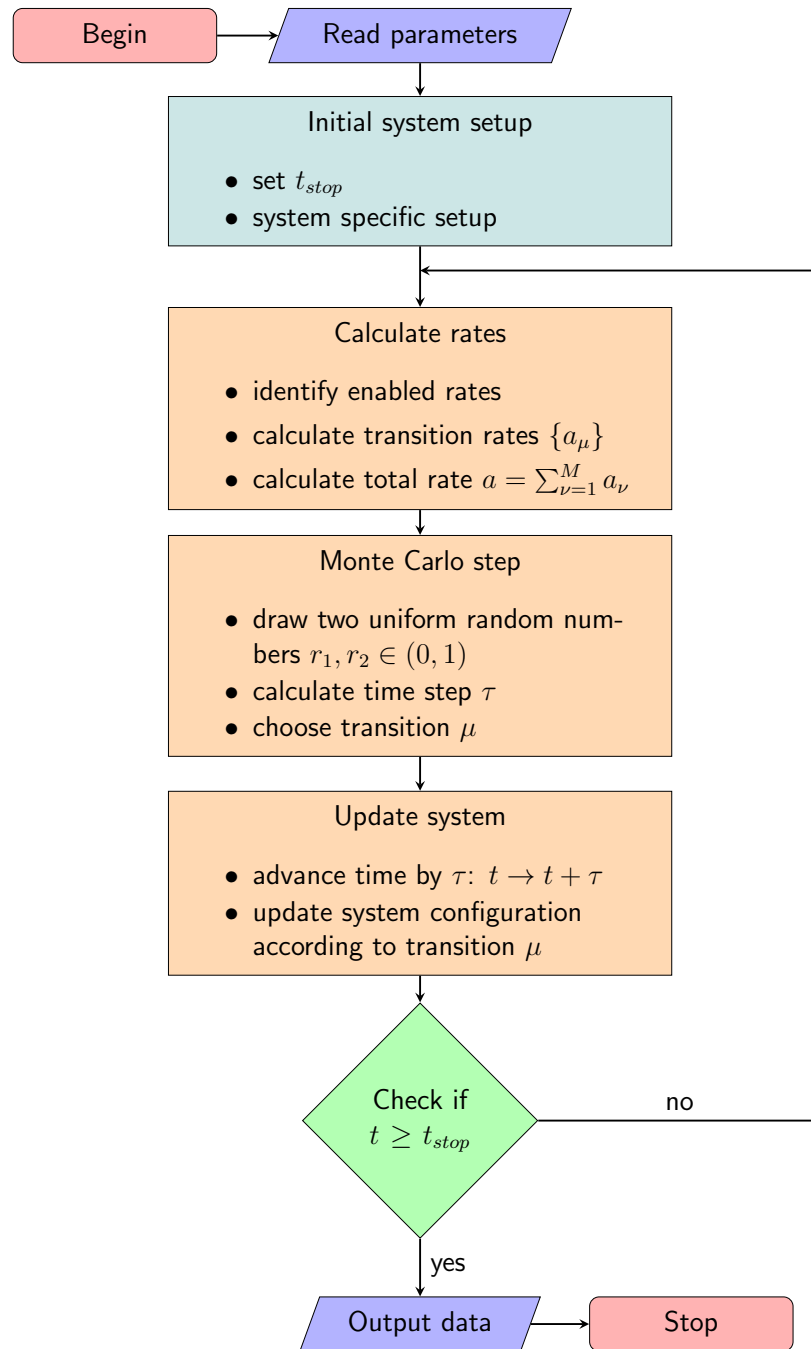 Begin
Read parameters
Initial system setup
• set $t_{stop}$
• system specific setup
Calculate rates
• identify enabled rates
• calculate transition rates $\{a_\mu\}$
• calculate total rate $a = \sum_{\nu=1}^{M} a_\nu$
Monte Carlo step
• draw two uniform random num-
bers $r_1, r_2 \in (0, 1)$
• calculate time step $\tau$
• choose transition $\mu$
Update system
• advance time by $\tau$: $t \to t + \tau$
• update system configuration
according to transition $\mu$
Check if
$t \geq t_{stop}$
no
yes
Output data
Stop